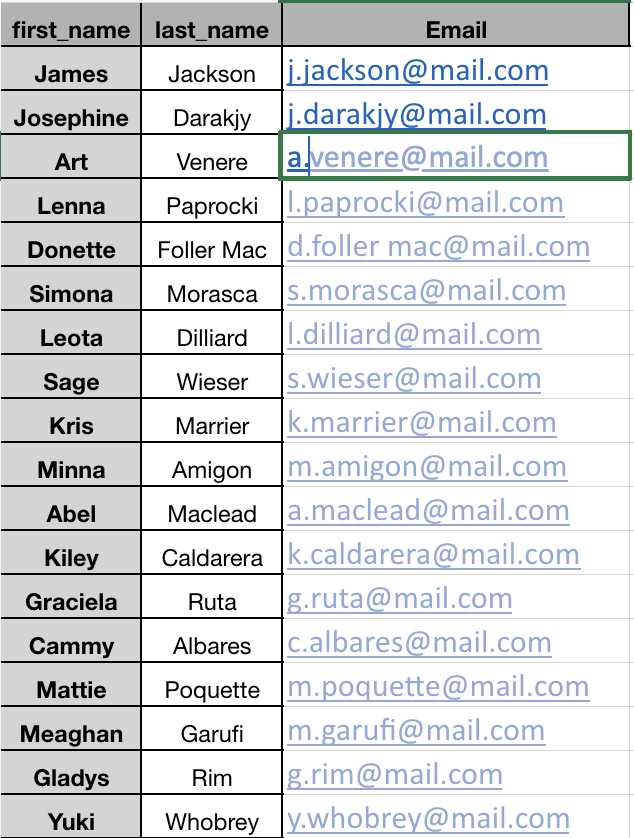 first_name last_name Email
James Jackson j.jackson@mail.com
Josephine Darakjy j.darakjy@mail.com
Art Venere a.venere@mail.com
Lenna Paprocki l.paprocki@mail.com
Donette Foller Mac d.foller mac@mail.com
Simona Morasca s.morasca@mail.com
Leota Dilliard l.dilliard@mail.com
Sage Wieser s.wieser@mail.com
Kris Marrier k.marrier@mail.com
Minna Amigon m.amigon@mail.com
Abel Maclead a.maclead@mail.com
Kiley Caldarera k.caldarera@mail.com
Graciela Ruta g.ruta@mail.com
Cammy Albares c.albares@mail.com
Mattie Poquette m.poquette@mail.com
Meaghan Garufi m.garufi@mail.com
Gladys Rim g.rim@mail.com
Yuki Whobrey y.whobrey@mail.com